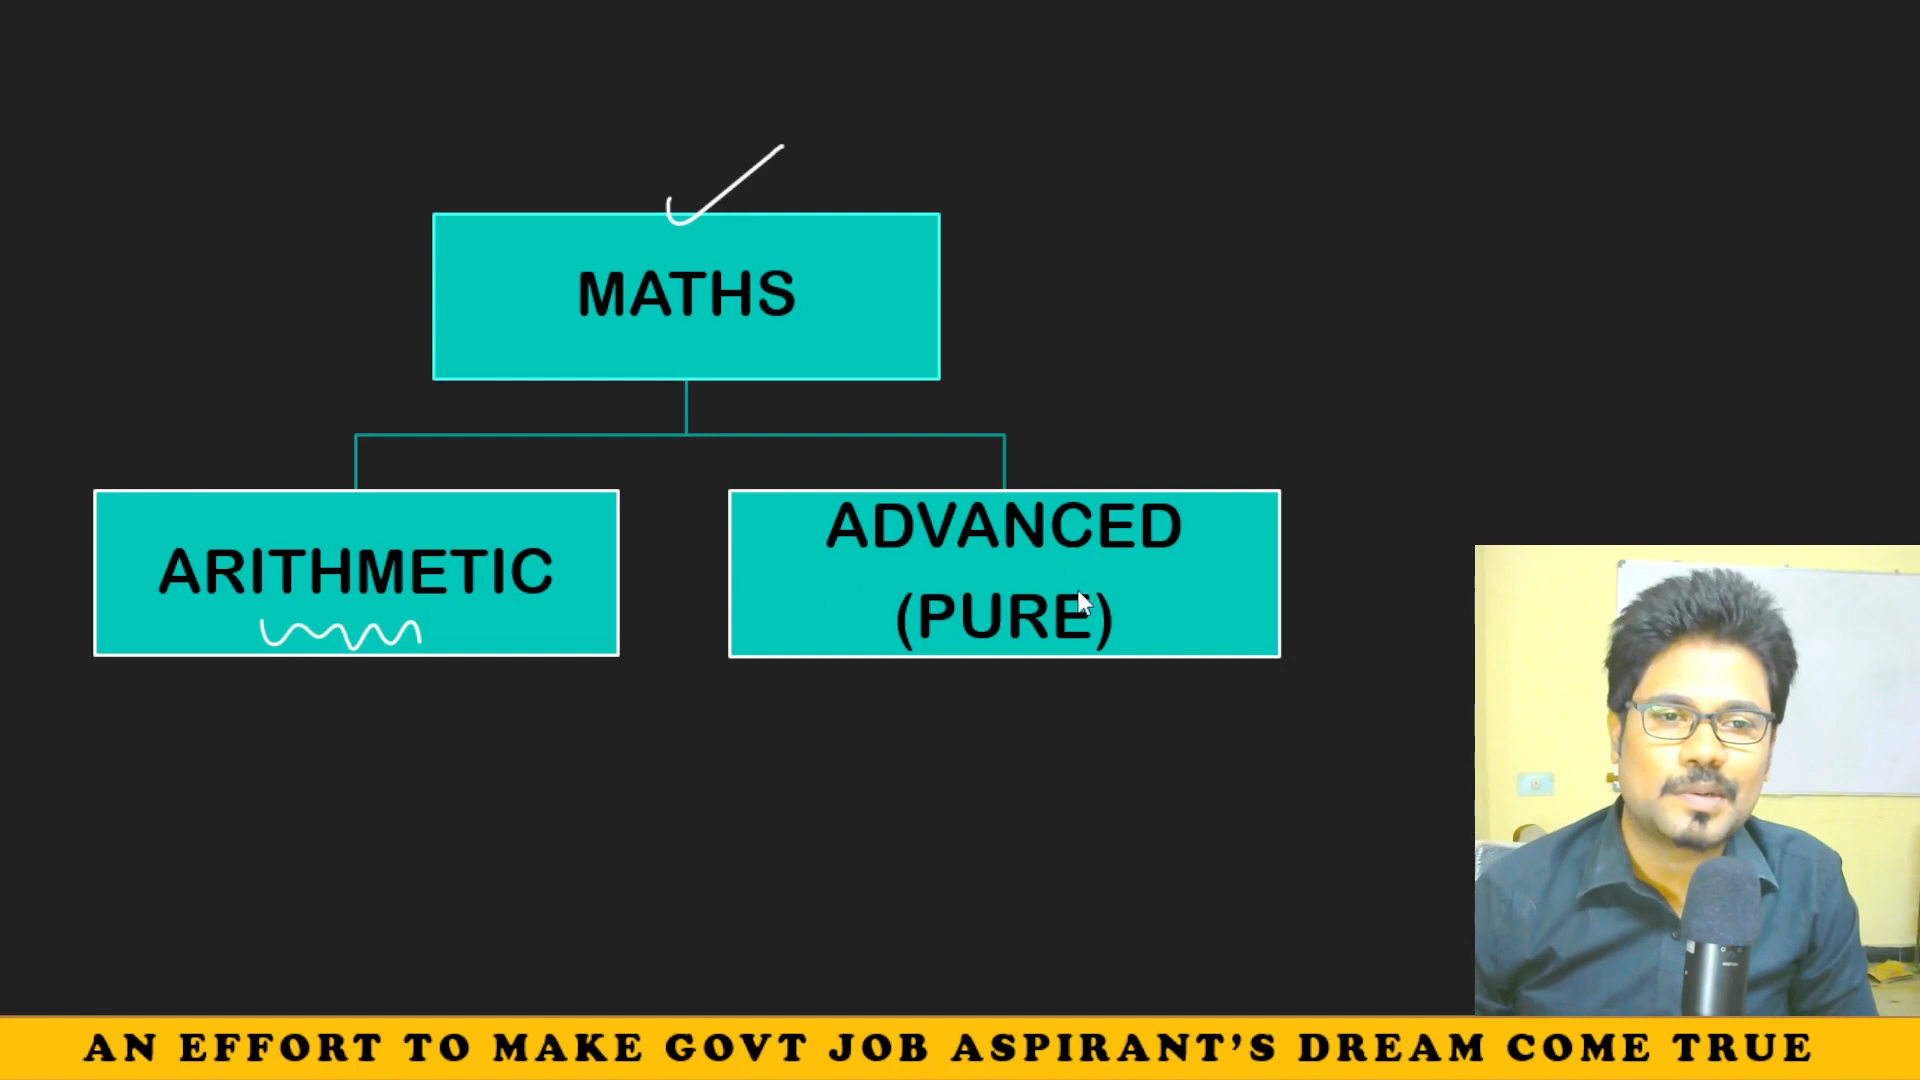 MATHS
ARITHMETIC
ADVANCED
(PURE)
AN EFFORT TO MAKE GOVT JOB ASPIRANT'S DREAM COME TRUE